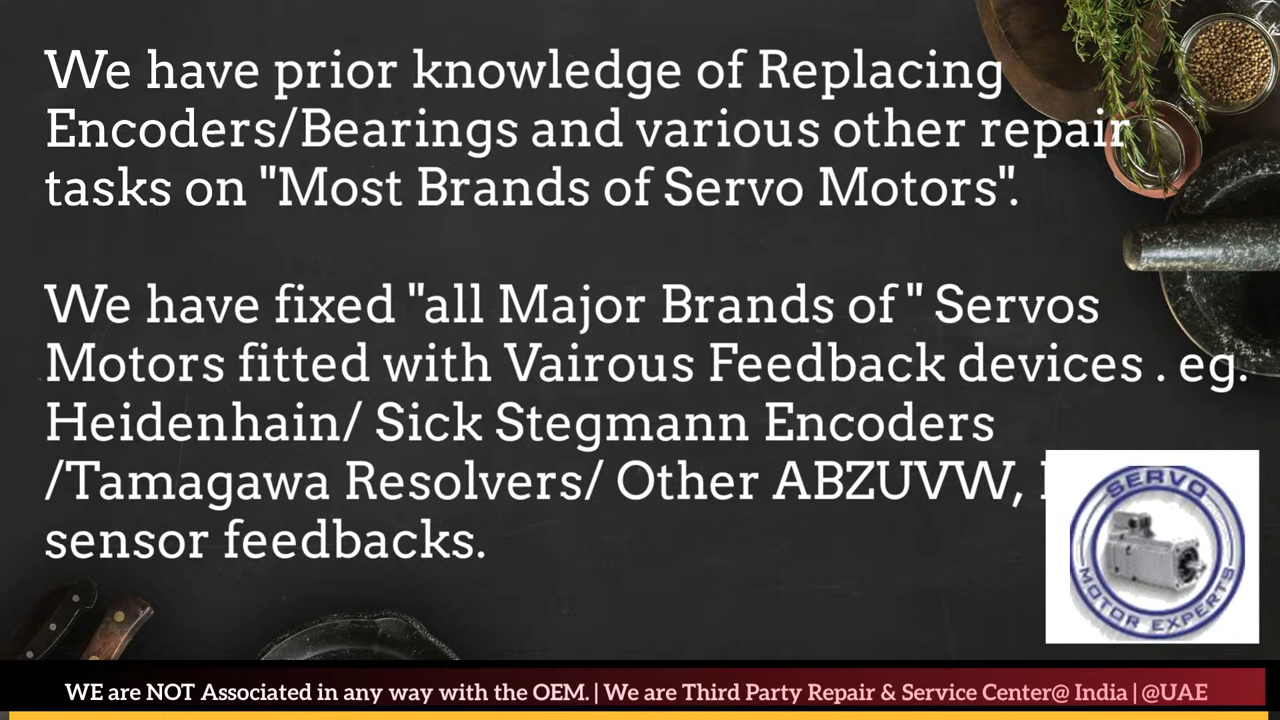 We have prior knowledge of Replacing
Encoders/Bearings and various other repair
tasks on "Most Brands of Servo Motors".
We have fixed "all Major Brands of " Servos
Motors fitted with Vairous Feedback devices . eg.
Heidenhain/ Sick Stegmann Encoders
/Tamagawa Resolvers/ Other ABZUVW,
sensor feedbacks.
SERVO
MOTOR EXPERTS
WE are NOT Associated in any way with the OEM. | We are Third Party Repair & Service Center@ India | @UAE